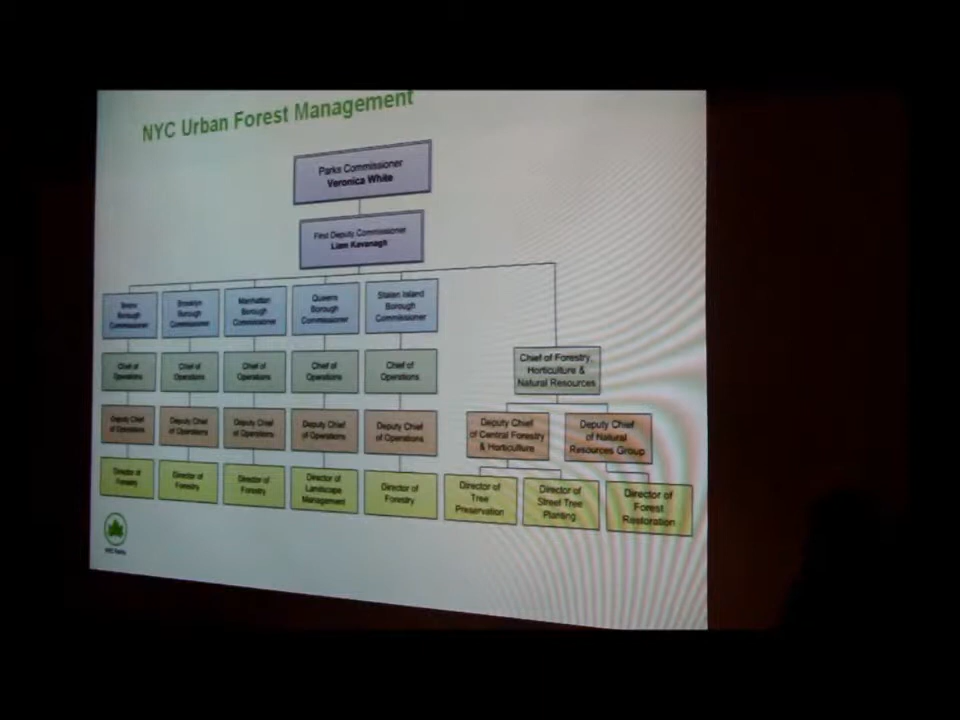 NYC Urban Forest Management
Parks Commissioner
Veronica White
First Deputy Commissioner
Liam Kavanagh
Bronx
Borough
Commissioner
Brooklyn
Borough
Commissioner
Manhattan
Borough
Commissioner
Queens
Borough
Commissioner
Staten Island
Borough
Commissioner
Chief of
Operations
Chief of
Operations
Chief of
Operations
Chief of
Operations
Chief of
Operations
Chief of Forestry,
Horticulture &
Natural Resources
Deputy Chief
of Operations
Deputy Chief
of Operations
Deputy Chief
of Operations
Deputy Chief
of Operations
Deputy Chief
of Operations
Deputy Chief
of Central Forestry
& Horticulture
Deputy Chief
of Natural
Resources Group
Director of
Forestry
Director of
Forestry
Director of
Forestry
Director of
Landscape
Management
Director of
Forestry
Director of
Tree
Preservation
Director of
Street Tree
Planting
Director of
Forest
Restoration
NYC Parks